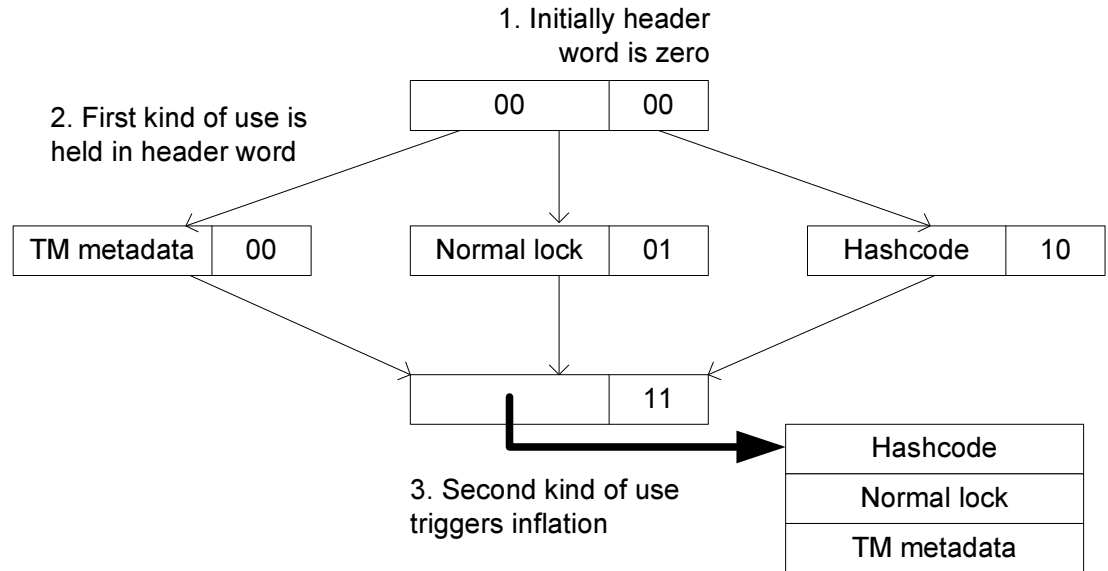 1. Initially header
word is zero
00 00
2. First kind of use is
held in header word
TM metadata 00
Normal lock 01
Hashcode 10
11
3. Second kind of use
triggers inflation
Hashcode
Normal lock
TM metadata